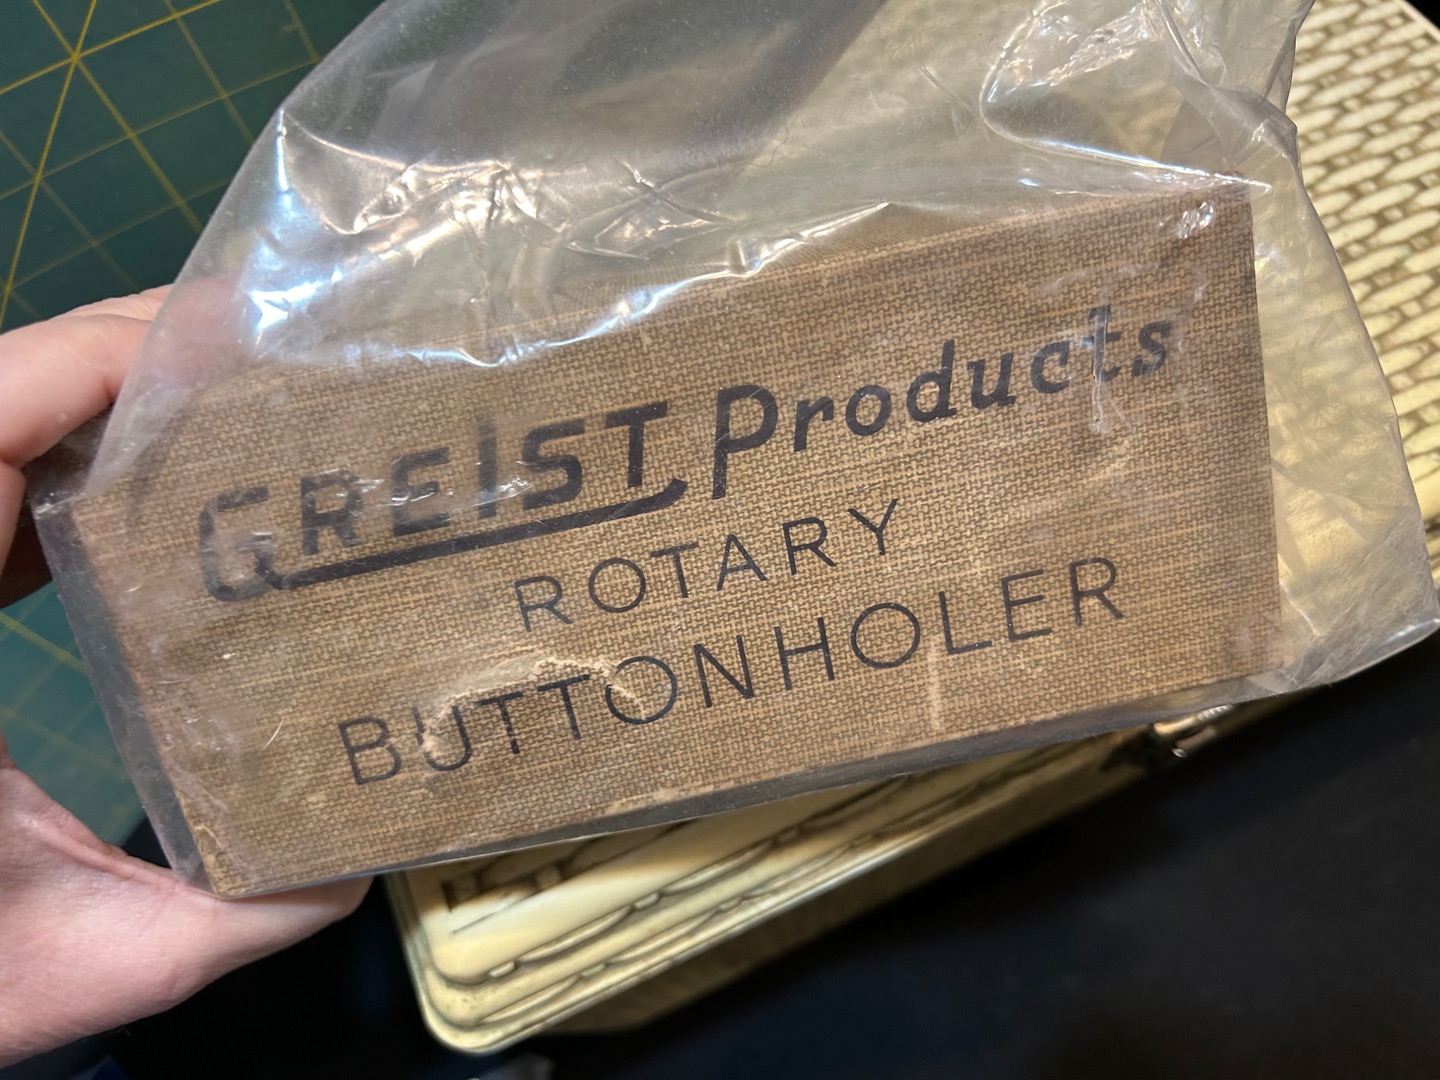 GREIST Products
ROTARY
BUTTONHOLER